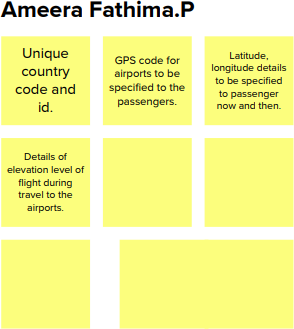 Ameera Fathima.P
Unique
country
code and
id.
GPS code for
airports to be
specified to the
passengers.
Latitude,
longitude details
to be specified
to passenger
now and then.
Details of
elevation level of
flight during
travel to the
airports.